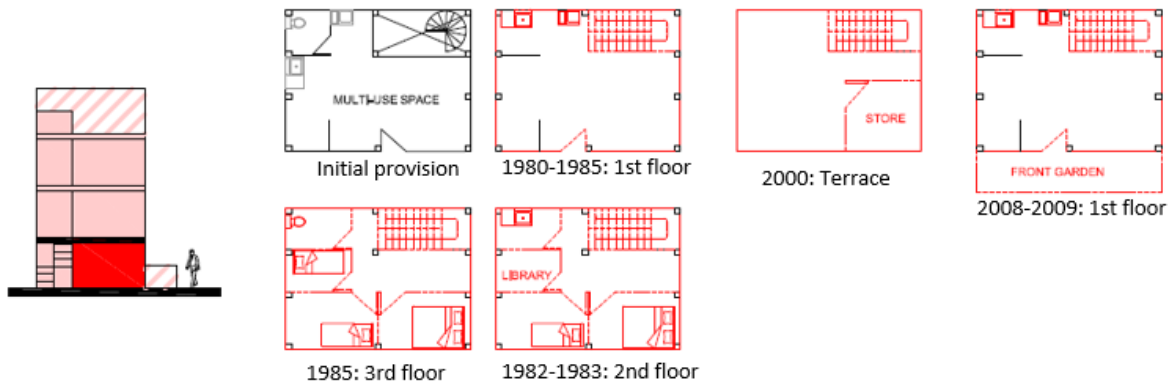 MULTI-USE SPACE
Initial provision
1980-1985: 1st floor
STORE
2000: Terrace
FRONT GARDEN
2008-2009: 1st floor
LIBRARY
1985: 3rd floor
1982-1983: 2nd floor